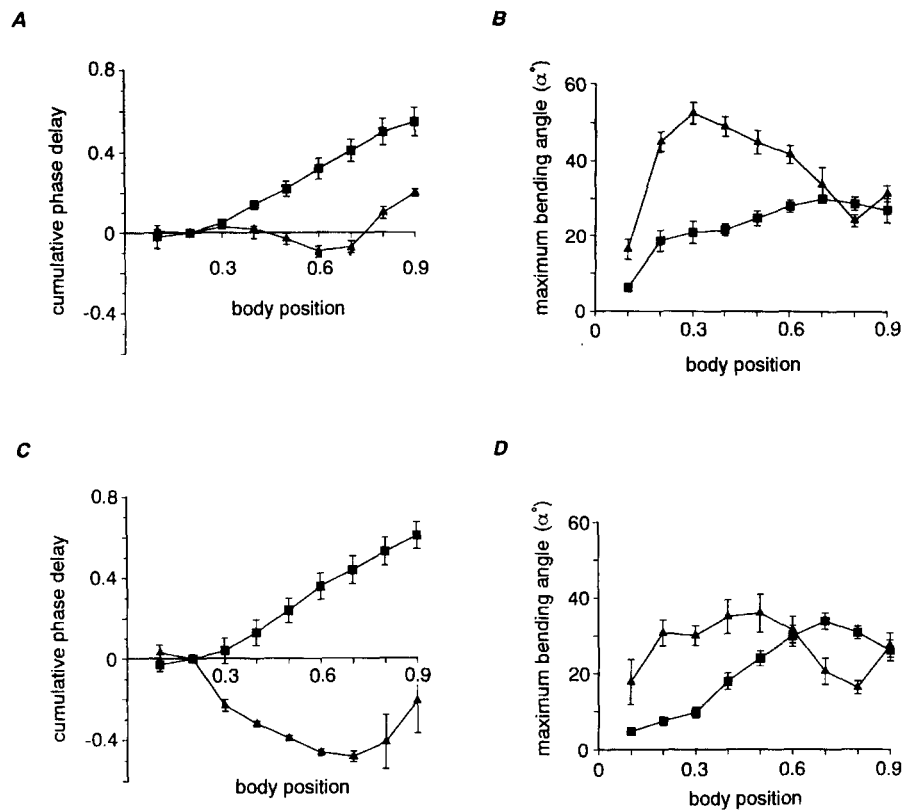 A
cumulative phase delay
0.8
0.4
0
-0.4
0.3
0.6
0.9
body position
B
maximum bending angle (α°)
60
40
20
0
0
0.3
0.6
0.9
body position
C
cumulative phase delay
0.8
0.4
0
-0.4
0.3
0.6
0.9
body position
D
maximum bending angle (α°)
60
40
20
0
0
0.3
0.6
0.9
body position